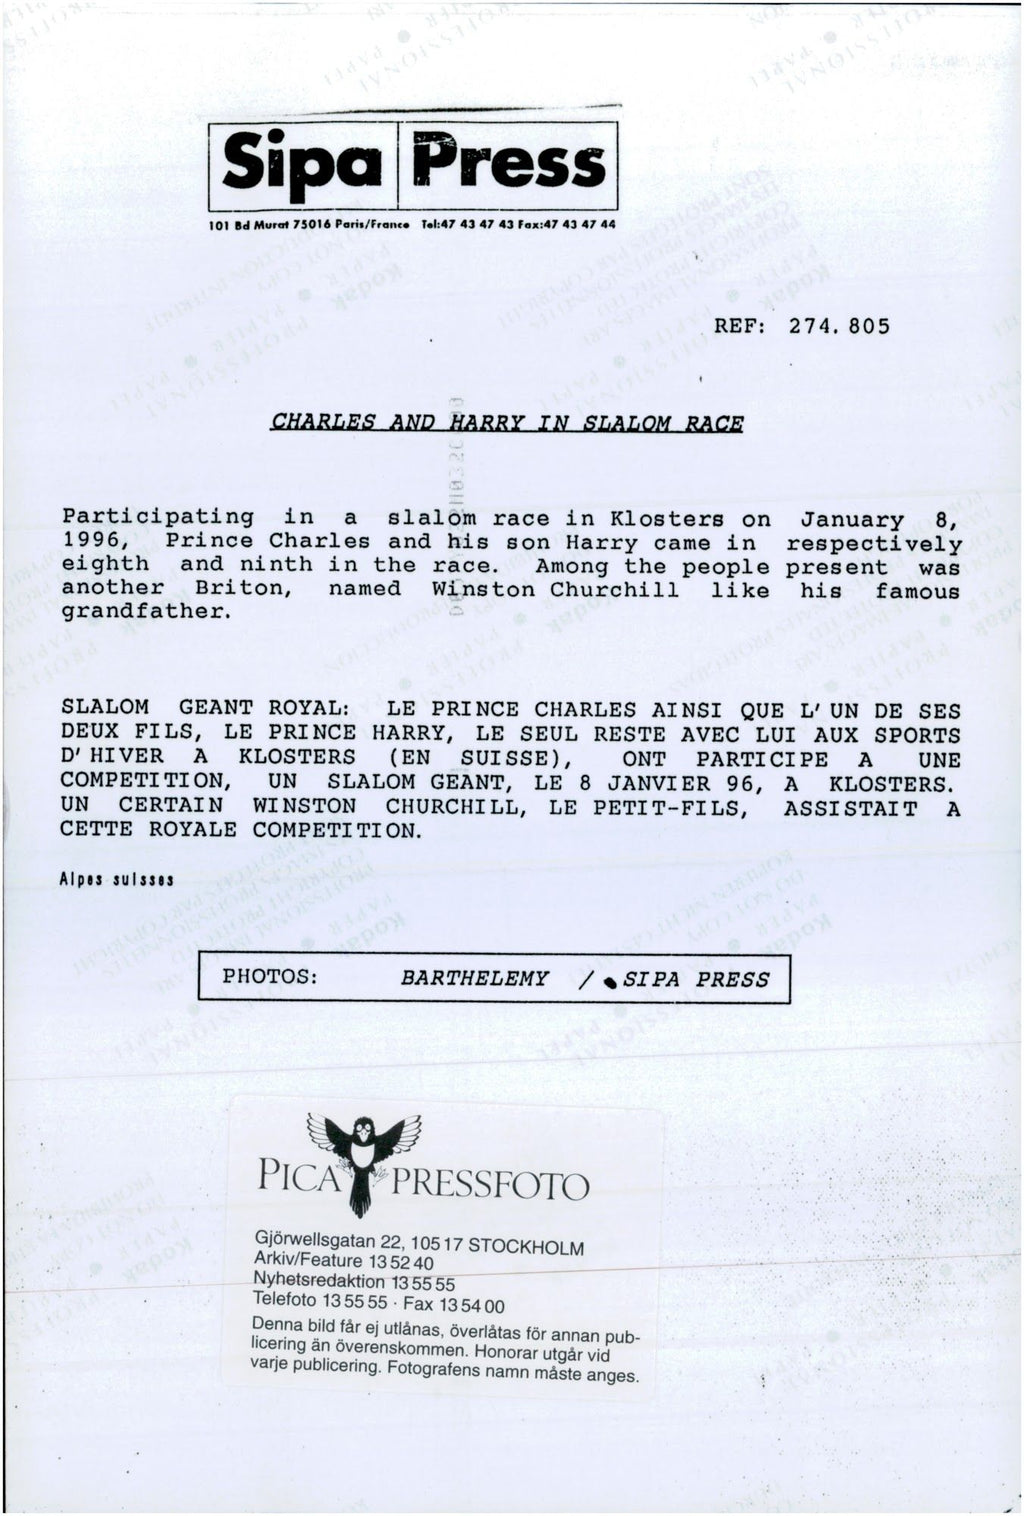 Sipa Press
101 Bd Murat 75016 Paris/France Tel:47 43 47 43 Fax:47 43 47 44
REF: 274.805
CHARLES AND HARRY IN SLALOM RACE
Participating in a slalom race in Klosters on January 8,
1996, Prince Charles and his son Harry came in respectively
eighth and ninth in the race. Among the people present was
another Briton, named Winston Churchill like his famous
grandfather.
SLALOM GEANT ROYAL: LE PRINCE CHARLES AINSI QUE L'UN DE SES
DEUX FILS, LE PRINCE HARRY, LE SEUL RESTE AVEC LUI AUX SPORTS
D'HIVER A KLOSTERS (EN SUISSE), ONT PARTICIPE A UNE
COMPETITION, UN SLALOM GEANT, LE 8 JANVIER 96, A KLOSTERS.
UN CERTAIN WINSTON CHURCHILL, LE PETIT-FILS, ASSISTAIT A
CETTE ROYALE COMPETITION.
Alpes suisses
PHOTOS: BARTHELEMY / SIPA PRESS
PICA PRESSFOTO
Gjörwellsgatan 22, 105 17 STOCKHOLM
Arkiv/Feature 13 52 40
Nyhetsredaktion 13 55 55
Telefoto 13 55 55 · Fax 13 54 00
Denna bild får ej utlånas, överlåtas för annan pub-
licering än överenskommen. Honorar utgår vid
varje publicering. Fotografens namn måste anges.